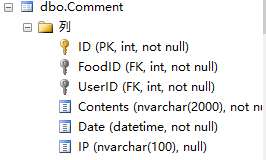 dbo.Comment
列
ID (PK, int, not null)
FoodID (FK, int, not null)
UserID (FK, int, not null)
Contents (nvarchar(2000), not
Date (datetime, not null)
IP (nvarchar(100), null)